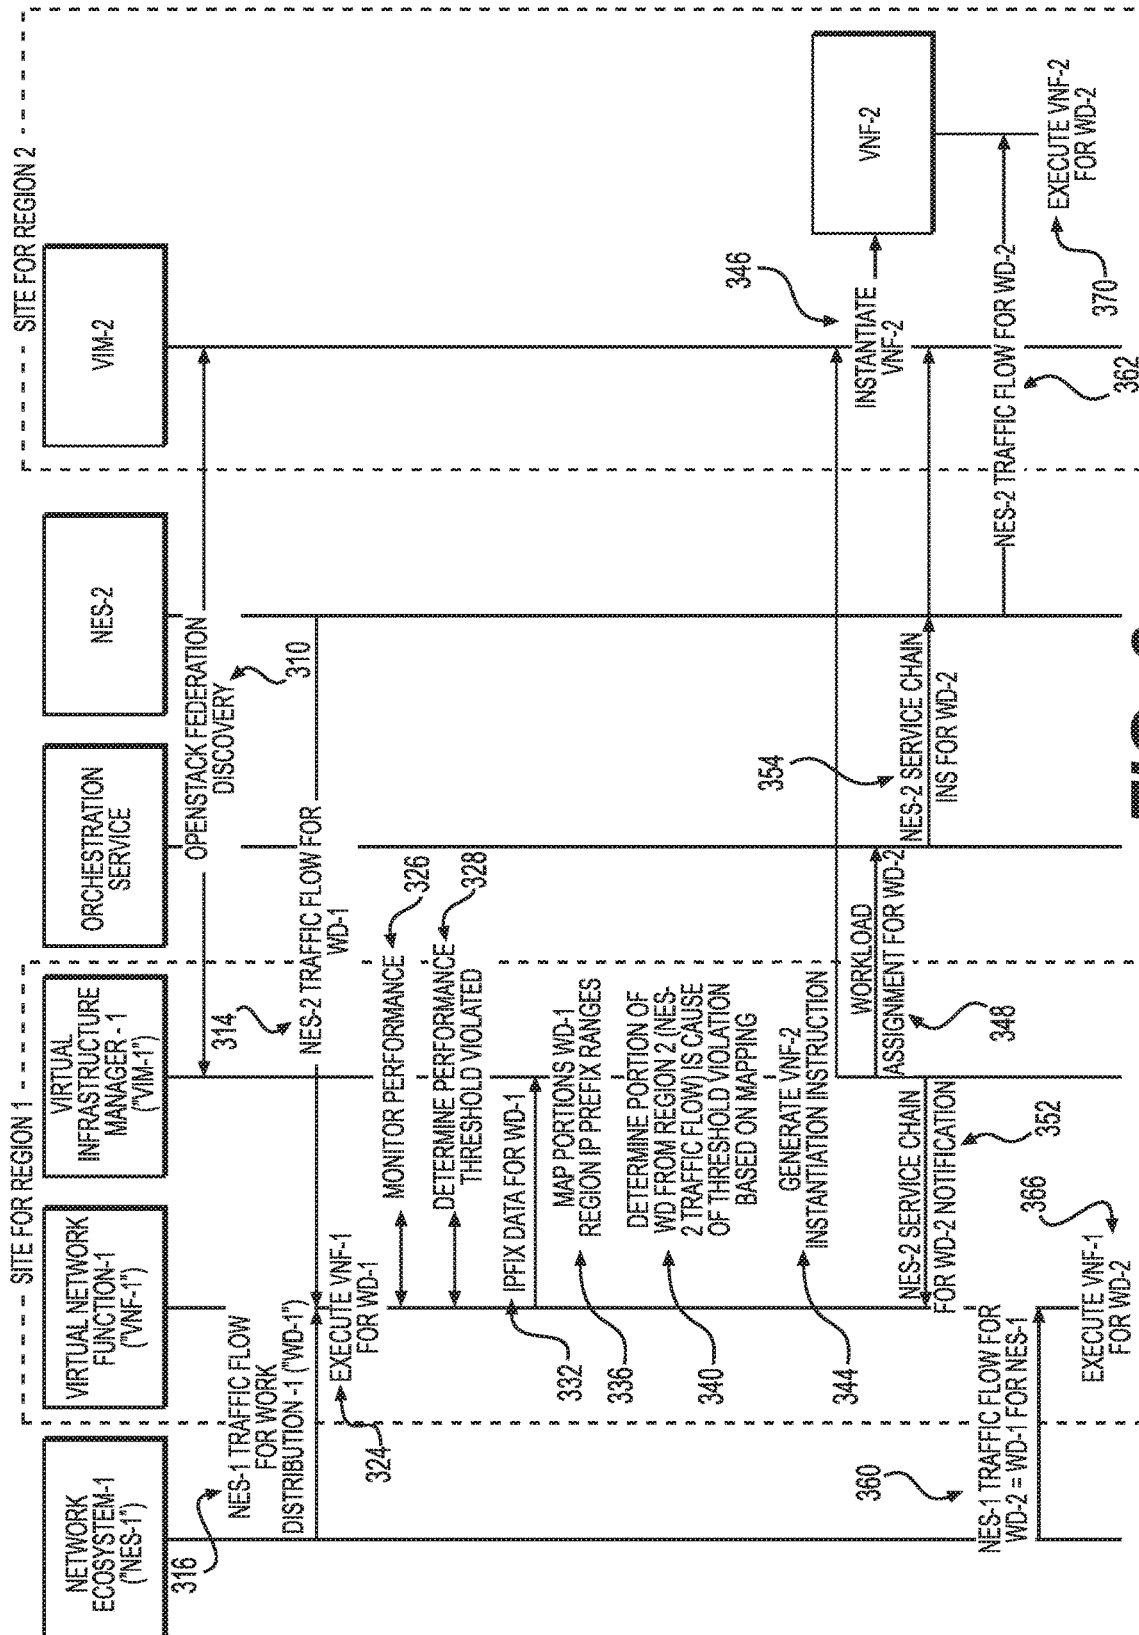 SITE FOR REGION 1
SITE FOR REGION 2
NETWORK
ECOSYSTEM-1
("NES-1")
VIRTUAL NETWORK
FUNCTION-1
("VNF-1")
VIRTUAL
INFRASTRUCTURE
MANAGER - 1
("VIM-1")
ORCHESTRATION
SERVICE
NES-2
VIM-2
OPENSTACK FEDERATION
DISCOVERY
310
314
NES-2 TRAFFIC FLOW FOR
WD-1
316
NES-1 TRAFFIC FLOW
FOR WORK
DISTRIBUTION -1 ("WD-1")
324
EXECUTE VNF-1
FOR WD-1
MONITOR PERFORMANCE
326
DETERMINE PERFORMANCE
THRESHOLD VIOLATED
328
IPFIX DATA FOR WD-1
332
MAP PORTIONS WD-1
REGION IP PREFIX RANGES
336
DETERMINE PORTION OF
WD FROM REGION 2 (NES-
2 TRAFFIC FLOW) IS CAUSE
OF THRESHOLD VIOLATION
BASED ON MAPPING
340
GENERATE VNF-2
INSTANTIATION INSTRUCTION
344
346
INSTANTIATE
VNF-2
VNF-2
WORKLOAD
ASSIGNMENT FOR WD-2
348
NES-2 SERVICE CHAIN
FOR WD-2 NOTIFICATION
352
354
NES-2 SERVICE CHAIN
INS FOR WD-2
360
NES-1 TRAFFIC FLOW FOR
WD-2 = WD-1 FOR NES-1
NES-2 TRAFFIC FLOW FOR WD-2
362
366
EXECUTE VNF-1
FOR WD-2
370
EXECUTE VNF-2
FOR WD-2